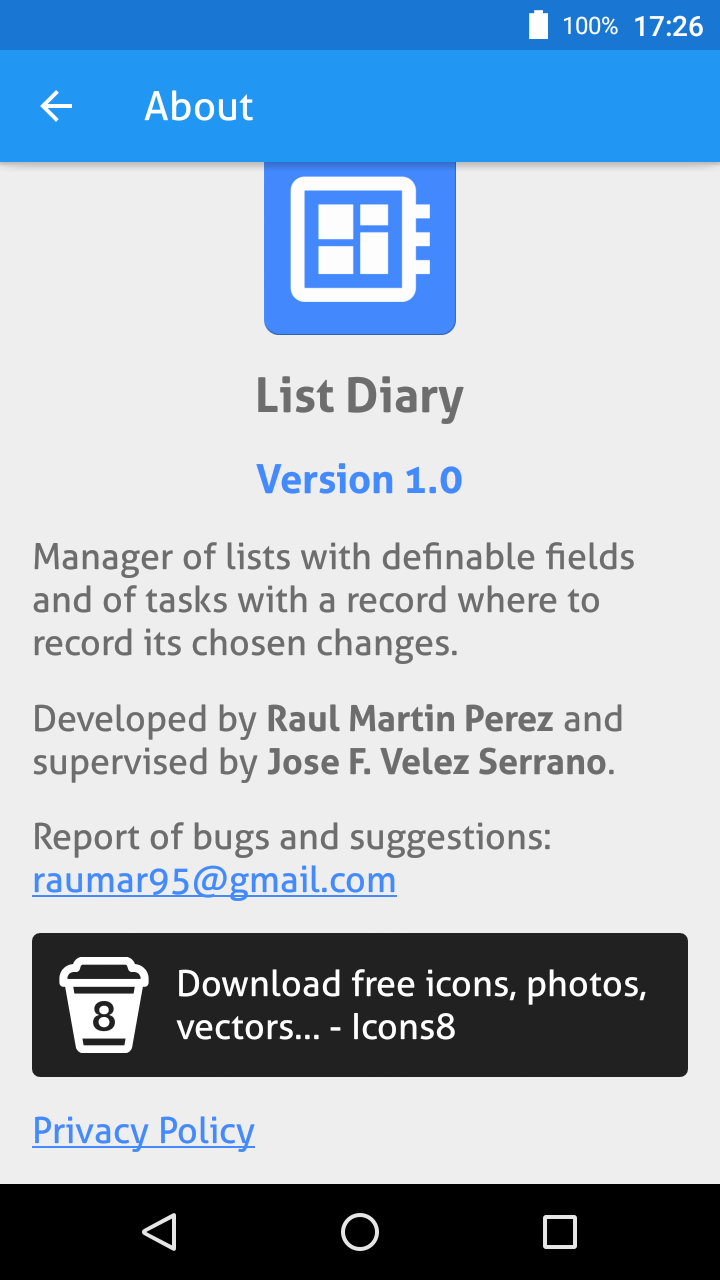 100% 17:26
About
List Diary
Version 1.0
Manager of lists with definable fields
and of tasks with a record where to
record its chosen changes.
Developed by Raul Martin Perez and
supervised by Jose F. Velez Serrano.
Report of bugs and suggestions:
raumar95@gmail.com
8
Download free icons, photos,
vectors... - Icons8
Privacy Policy